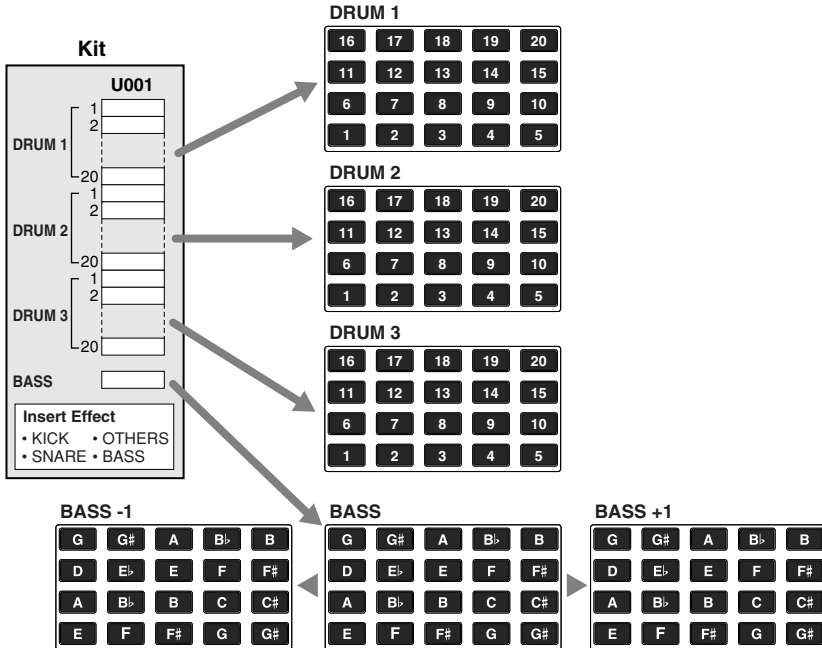 DRUM 1
16 17 18 19 20
11 12 13 14 15
6 7 8 9 10
1 2 3 4 5
Kit
U001
DRUM 1
1
2
20
DRUM 2
1
2
20
DRUM 3
1
2
20
BASS
Insert Effect
• KICK • OTHERS
• SNARE • BASS
DRUM 2
16 17 18 19 20
11 12 13 14 15
6 7 8 9 10
1 2 3 4 5
DRUM 3
16 17 18 19 20
11 12 13 14 15
6 7 8 9 10
1 2 3 4 5
BASS -1
G G# A B♭ B
D E♭ E F F#
A B♭ B C C#
E F F# G G#
BASS
G G# A B♭ B
D E♭ E F F#
A B♭ B C C#
E F F# G G#
BASS +1
G G# A B♭ B
D E♭ E F F#
A B♭ B C C#
E F F# G G#